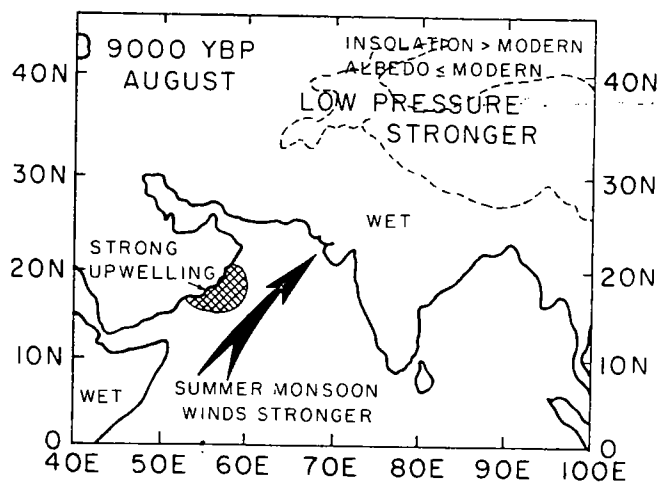 D 9000 YBP
AUGUST
INSOLATION > MODERN
ALBEDO ≤ MODERN
LOW PRESSURE
STRONGER
40N
40N
30N
30N
WET
STRONG
UPWELLING
20N
20N
10N
10N
WET
SUMMER MONSOON
WINDS STRONGER
0
0
40E 50E 60E 70E 80E 90E 100E